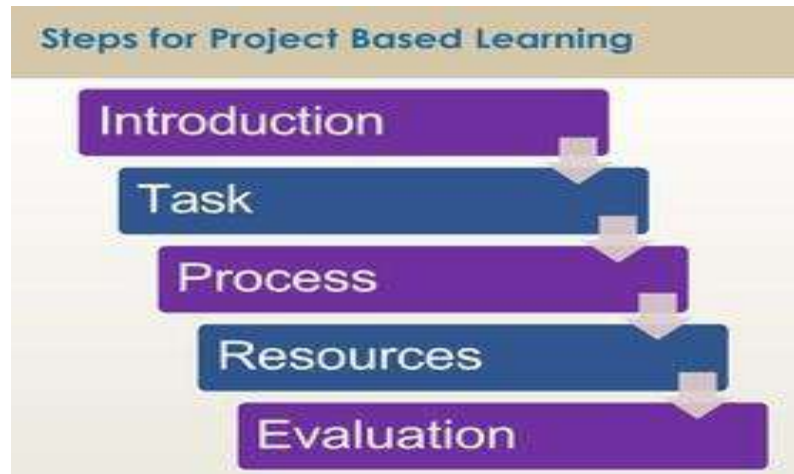 Steps for Project Based Learning
Introduction
Task
Process
Resources
Evaluation